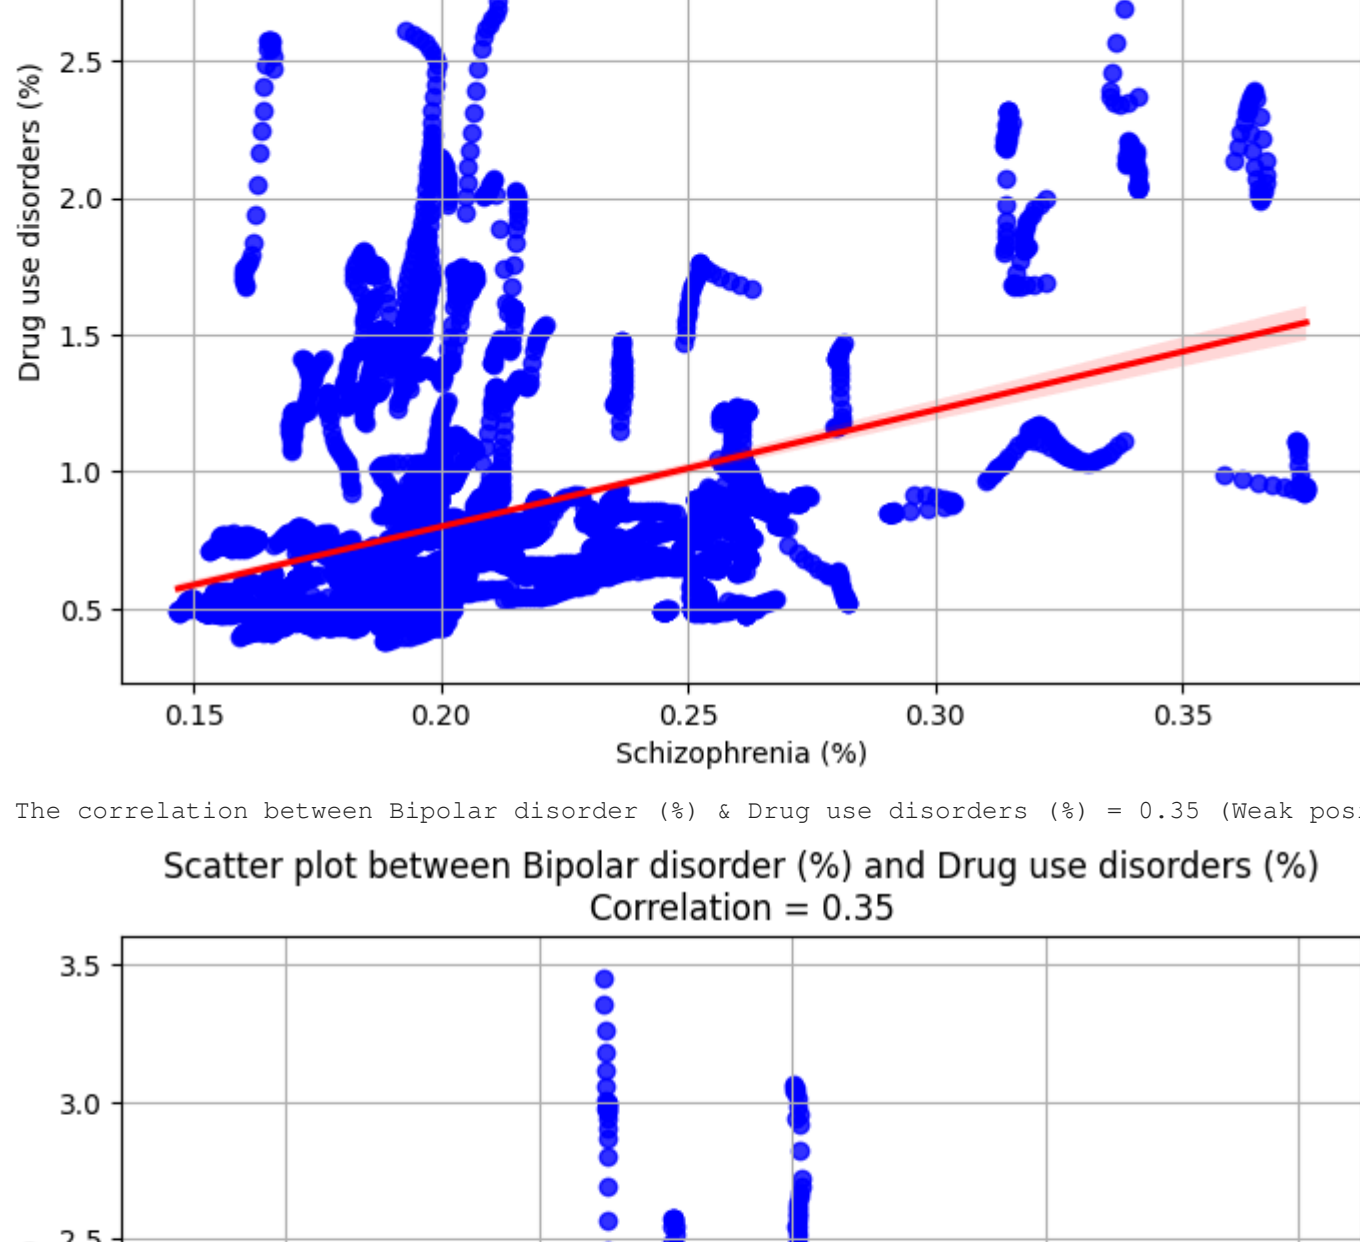 2.5
2.0
1.5
1.0
0.5
Drug use disorders (%)
0.15 0.20 0.25 0.30 0.35
Schizophrenia (%)
The correlation between Bipolar disorder (%) & Drug use disorders (%) = 0.35 (Weak pos
Scatter plot between Bipolar disorder (%) and Drug use disorders (%)
Correlation = 0.35
3.5
3.0
2.5